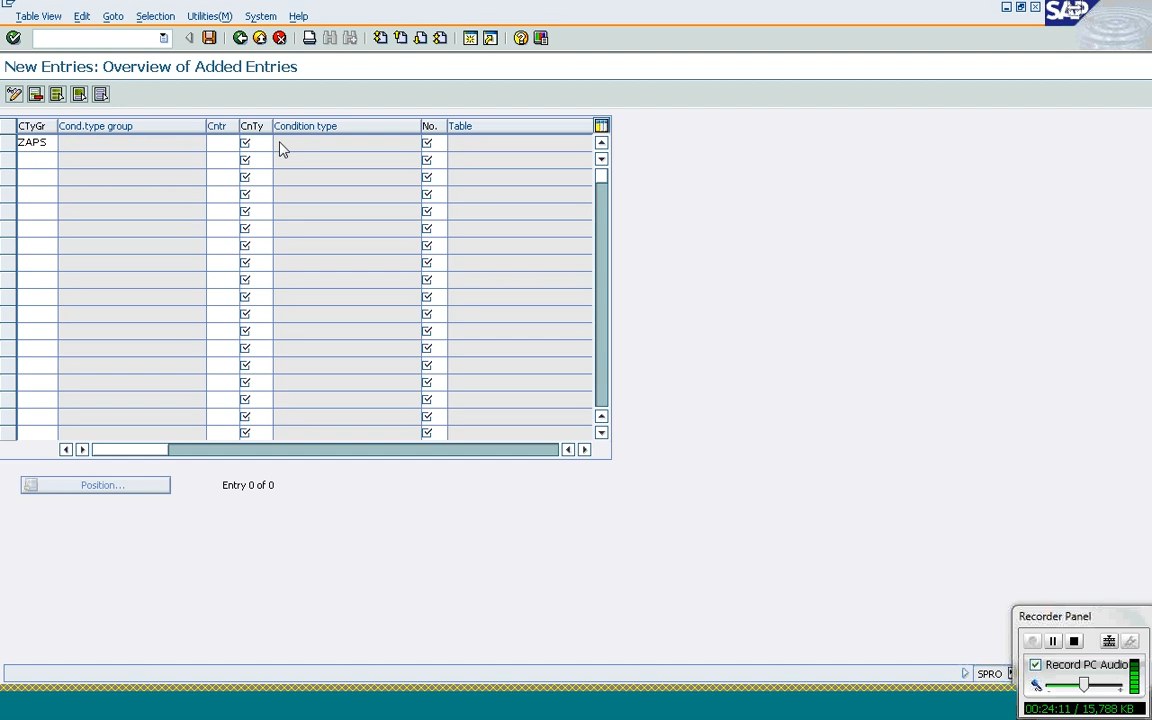 Table View Edit Goto Selection Utilities(M) System Help
SAP
New Entries: Overview of Added Entries
CTyGr Cond.type group Cntr CnTy Condition type No. Table
ZAPS
Position... Entry 0 of 0
Recorder Panel
Record PC Audio
SPRO
00:24:11 / 15,788 KB